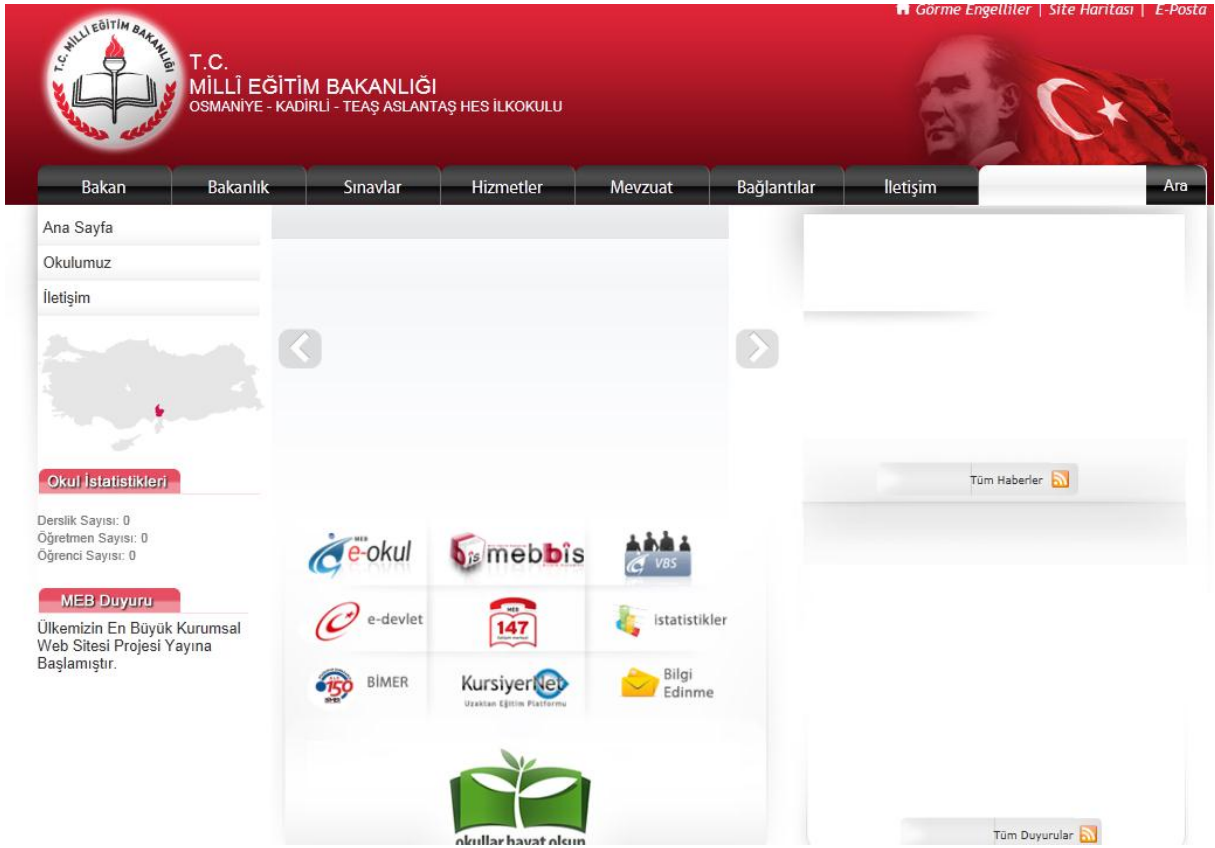 Görme Engelliler | Site Haritası | E-Posta
T.C. MİLLÎ EĞİTİM BAKANLIĞI
T.C.
MİLLÎ EĞİTİM BAKANLIĞI
OSMANİYE - KADİRLİ - TEAŞ ASLANTAŞ HES İLKOKULU
Bakan Bakanlık Sınavlar Hizmetler Mevzuat Bağlantılar İletişim Ara
Ana Sayfa
Okulumuz
İletişim
Okul İstatistikleri
Derslik Sayısı: 0
Öğretmen Sayısı: 0
Öğrenci Sayısı: 0
MEB Duyuru
Ülkemizin En Büyük Kurumsal
Web Sitesi Projesi Yayına
Başlamıştır.
MEB
e-okul
bis mebbis
VBS
e-devlet
MEB
147
istatistikler
150
BİMER
KursiyerNet
Uzaktan Eğitim Platformu
Bilgi
Edinme
okullar hayat olsun
Tüm Haberler
Tüm Duyurular